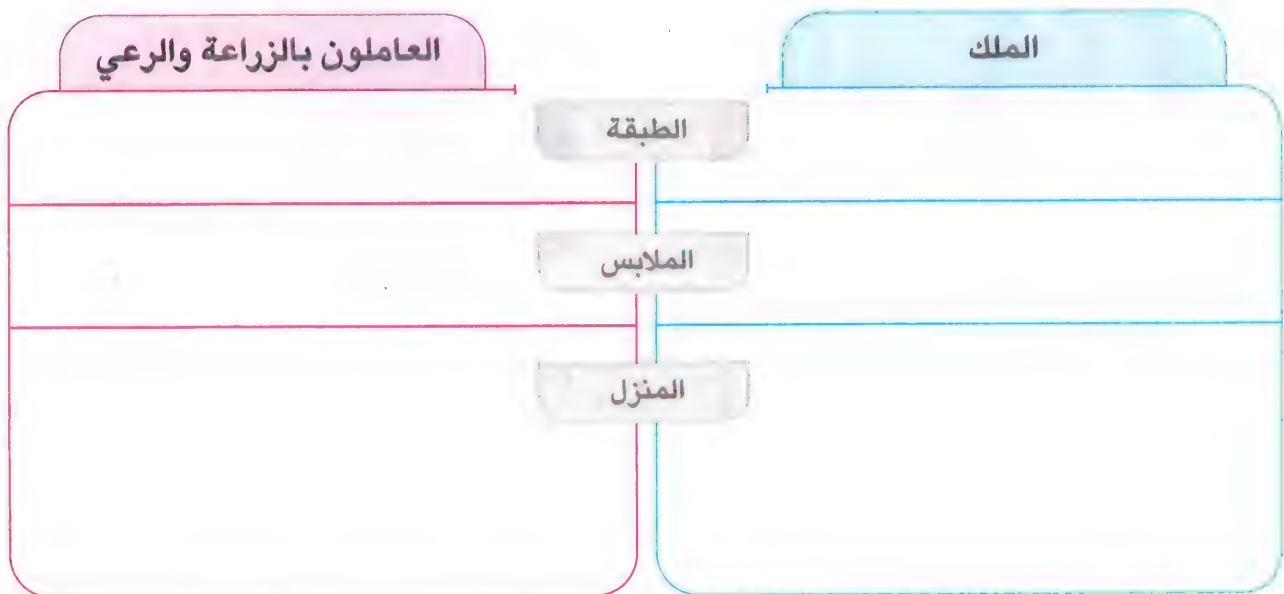 الملك
العاملون بالزراعة والرعي
الطبقة
الملابس
المنزل